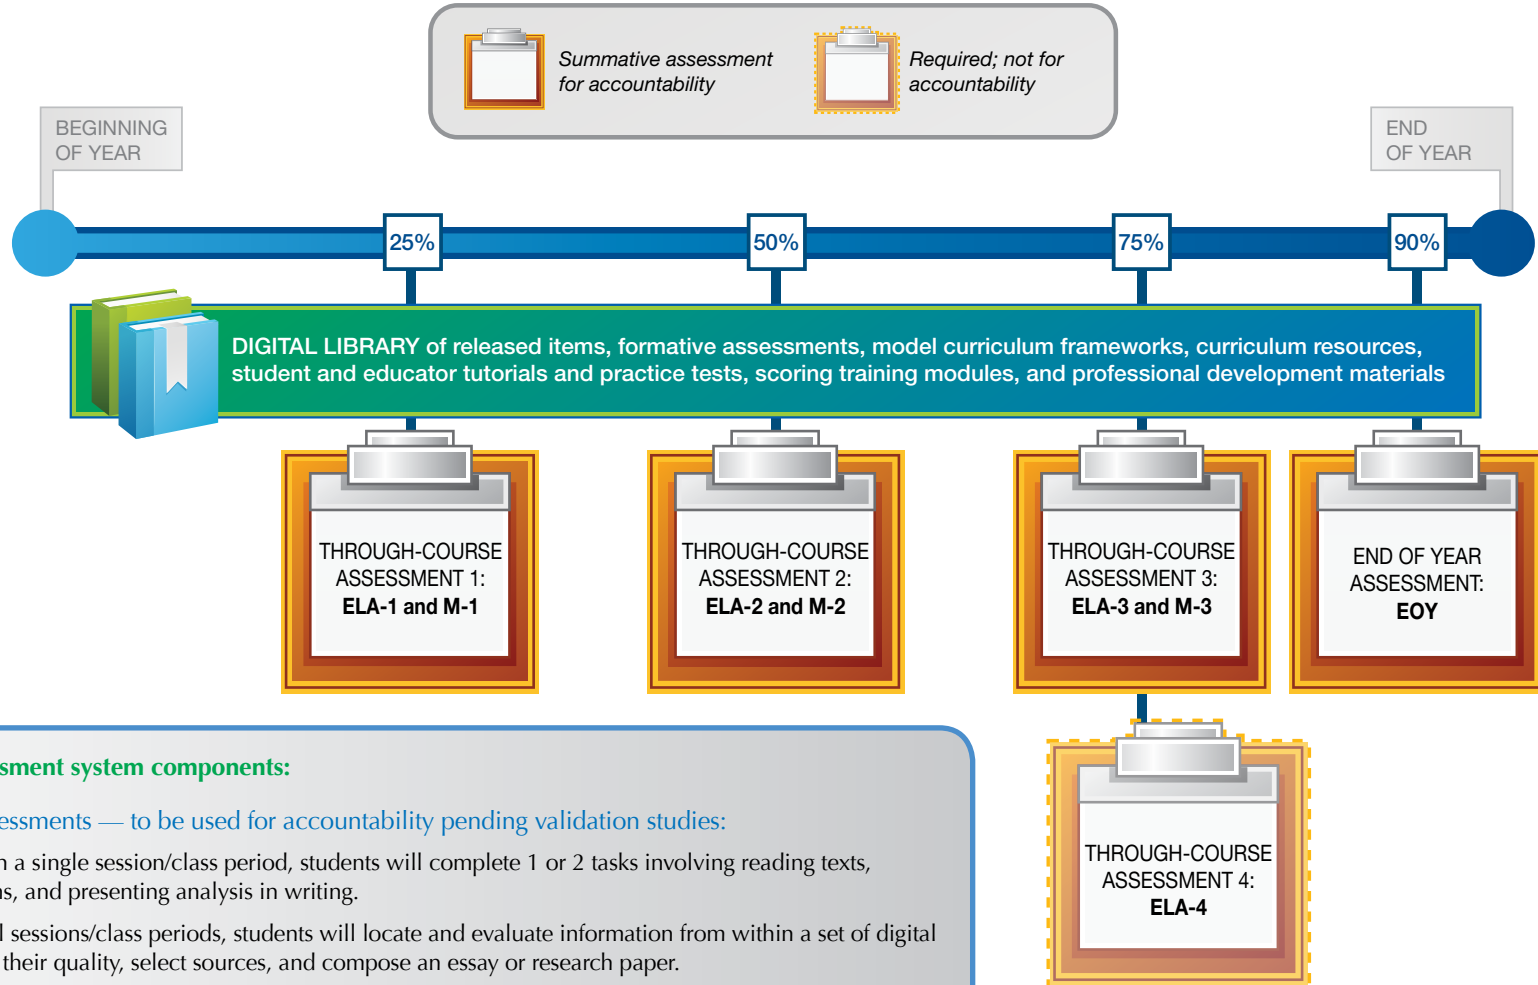 Summative assessment
for accountability
Required; not for
accountability
BEGINNING
OF YEAR
END
OF YEAR
25%
50%
75%
90%
DIGITAL LIBRARY of released items, formative assessments, model curriculum frameworks, curriculum resources,
student and educator tutorials and practice tests, scoring training modules, and professional development materials
THROUGH-COURSE
ASSESSMENT 1:
ELA-1 and M-1
THROUGH-COURSE
ASSESSMENT 2:
ELA-2 and M-2
THROUGH-COURSE
ASSESSMENT 3:
ELA-3 and M-3
END OF YEAR
ASSESSMENT:
EOY
THROUGH-COURSE
ASSESSMENT 4:
ELA-4
system components:
— to be used for accountability pending validation studies:
a single session/class period, students will complete 1 or 2 tasks involving reading texts,
and presenting analysis in writing.
sessions/class periods, students will locate and evaluate information from within a set of digital
their quality, select sources, and compose an essay or research paper.